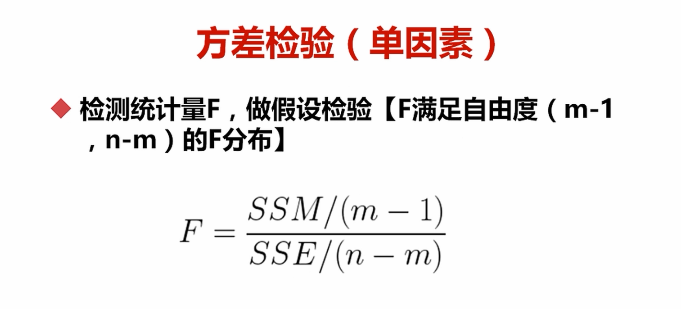 方差检验（单因素）
◆ 检测统计量F，做假设检验【F满足自由度（m-1
，n-m）的F分布】
F = \frac{SSM/(m-1)}{SSE/(n-m)}